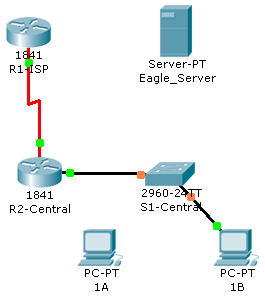 1841
R1-ISP
Server-PT
Eagle_Server
1841
R2-Central
2960-24TT
S1-Central
PC-PT
1A
PC-PT
1B